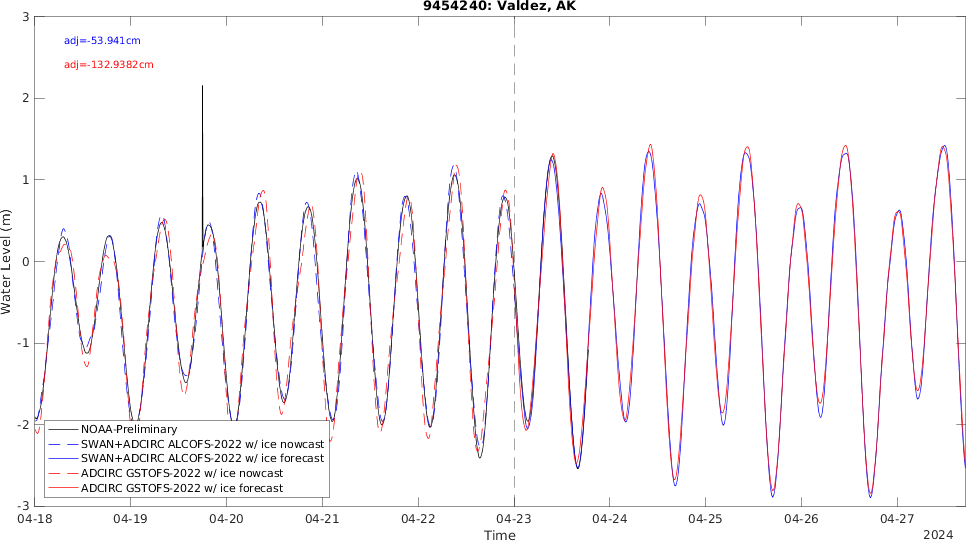 9454240: Valdez, AK
adj=-53.941cm
adj=-132.9382cm
Water Level (m)
3
2
1
0
-1
-2
-3
NOAA-Preliminary
SWAN+ADCIRC ALCOFS-2022 w/ ice nowcast
SWAN+ADCIRC ALCOFS-2022 w/ ice forecast
ADCIRC GSTOFS-2022 w/ ice nowcast
ADCIRC GSTOFS-2022 w/ ice forecast
04-18 04-19 04-20 04-21 04-22 04-23 04-24 04-25 04-26 04-27
Time
2024